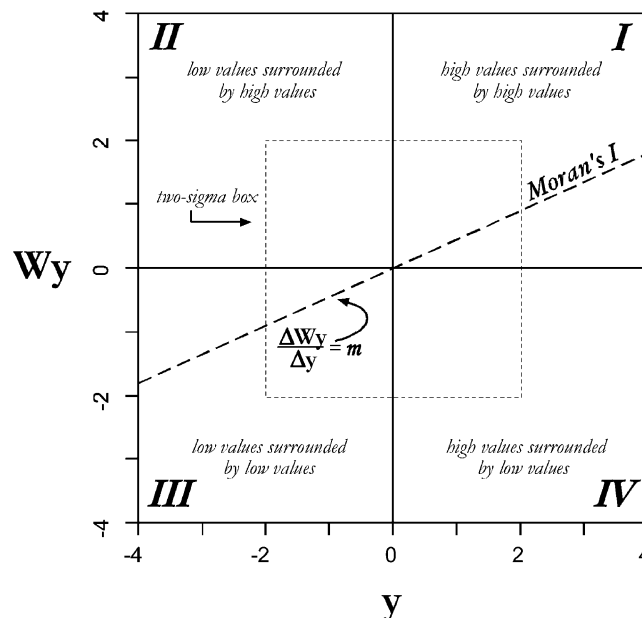 4
II
I
low values surrounded
by high values
high values surrounded
by high values
2
two-sigma box
Moran's I
Wy
0
ΔWy
Δy
= m
-2
low values surrounded
by low values
high values surrounded
by low values
III
IV
-4
-4
-2
0
2
4
y